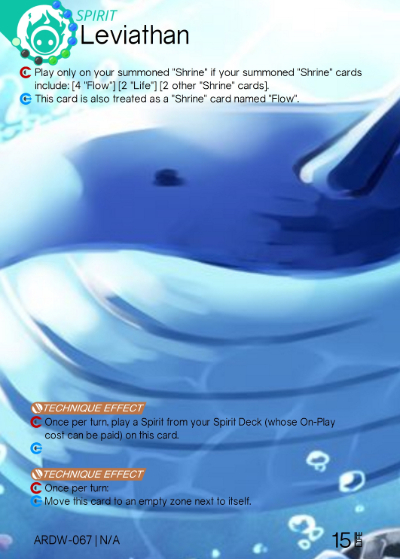 SPIRIT
Leviathan
Play only on your summoned "Shrine" if your summoned "Shrine" cards
include: [4 "Flow"] [2 "Life"] [2 other "Shrine" cards].
This card is also treated as a "Shrine" card named "Flow".
TECHNIQUE EFFECT
Once per turn, play a Spirit from your Spirit Deck (whose On-Play
cost can be paid) on this card.
TECHNIQUE EFFECT
Once per turn:
Move this card to an empty zone next to itself.
ARDW-067 | N/A
15 LIFE